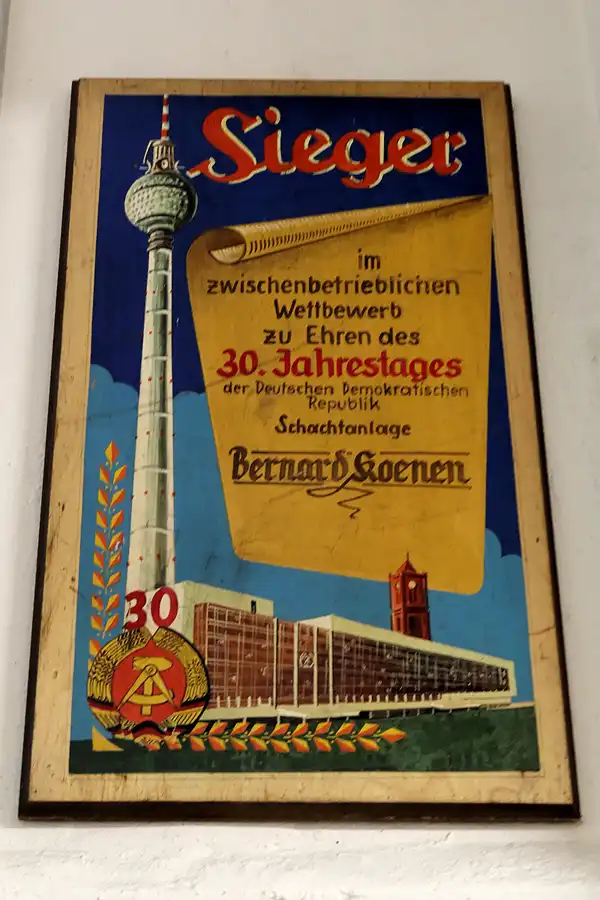 Sieger
im
zwischenbetrieblichen
Wettbewerb
zu Ehren des
30. Jahrestages
der Deutschen Demokratischen
Republik
Schachtanlage
Bernard Koenen
30